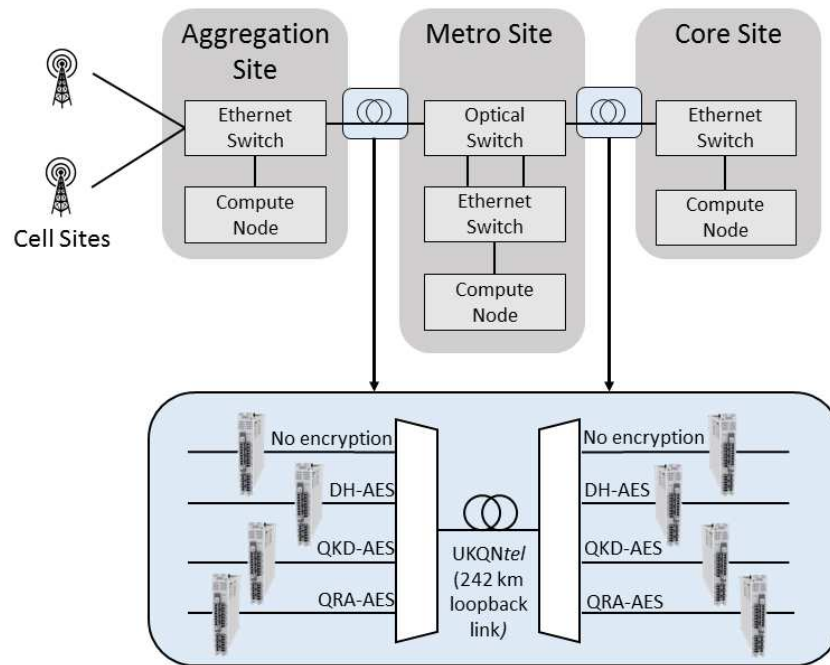 Aggregation
Site
Metro Site
Core Site
Ethernet
Switch
Optical
Switch
Ethernet
Switch
Compute
Node
Ethernet
Switch
Compute
Node
Cell Sites
Compute
Node
No encryption
No encryption
DH-AES
DH-AES
QKD-AES
QKD-AES
UKQNtel
(242 km
loopback
link)
QRA-AES
QRA-AES